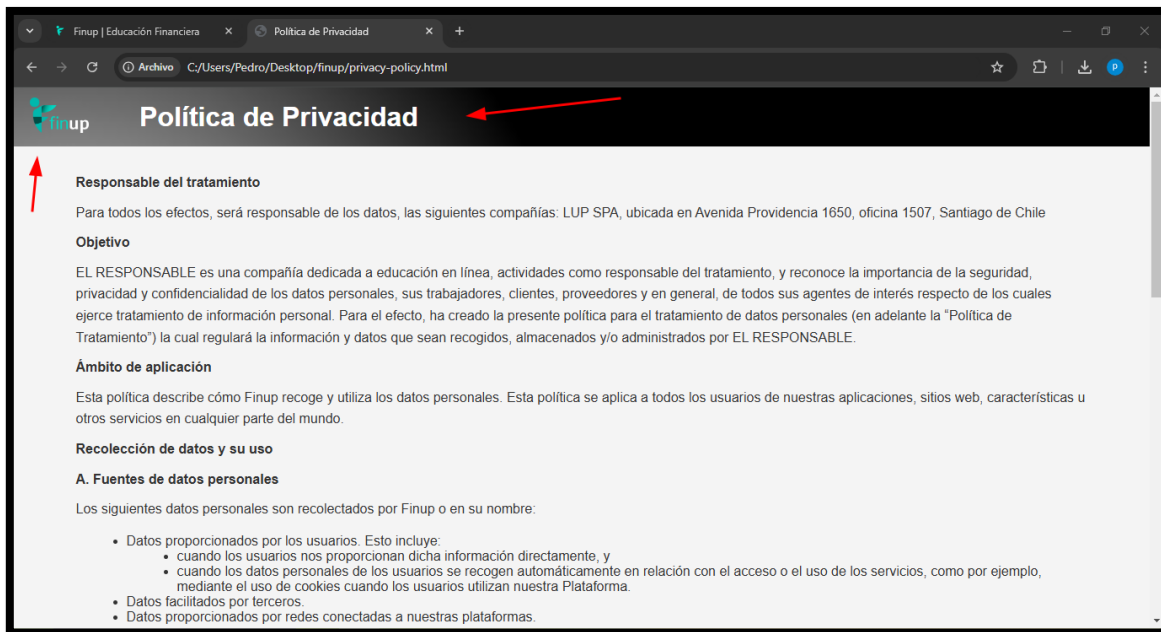 Finup | Educación Financiera
Política de Privacidad
Archivo C:/Users/Pedro/Desktop/finup/privacy-policy.html
P
finup
Política de Privacidad
Responsable del tratamiento
Para todos los efectos, será responsable de los datos, las siguientes compañías: LUP SPA, ubicada en Avenida Providencia 1650, oficina 1507, Santiago de Chile
Objetivo
EL RESPONSABLE es una compañía dedicada a educación en línea, actividades como responsable del tratamiento, y reconoce la importancia de la seguridad,
privacidad y confidencialidad de los datos personales, sus trabajadores, clientes, proveedores y en general, de todos sus agentes de interés respecto de los cuales
ejerce tratamiento de información personal. Para el efecto, ha creado la presente política para el tratamiento de datos personales (en adelante la “Política de
Tratamiento”) la cual regulará la información y datos que sean recogidos, almacenados y/o administrados por EL RESPONSABLE.
Ámbito de aplicación
Esta política describe cómo Finup recoge y utiliza los datos personales. Esta política se aplica a todos los usuarios de nuestras aplicaciones, sitios web, características u
otros servicios en cualquier parte del mundo.
Recolección de datos y su uso
A. Fuentes de datos personales
Los siguientes datos personales son recolectados por Finup o en su nombre:
• Datos proporcionados por los usuarios. Esto incluye:
• cuando los usuarios nos proporcionan dicha información directamente, y
• cuando los datos personales de los usuarios se recogen automáticamente en relación con el acceso o el uso de los servicios, como por ejemplo,
mediante el uso de cookies cuando los usuarios utilizan nuestra Plataforma.
• Datos facilitados por terceros.
• Datos proporcionados por redes conectadas a nuestras plataformas.